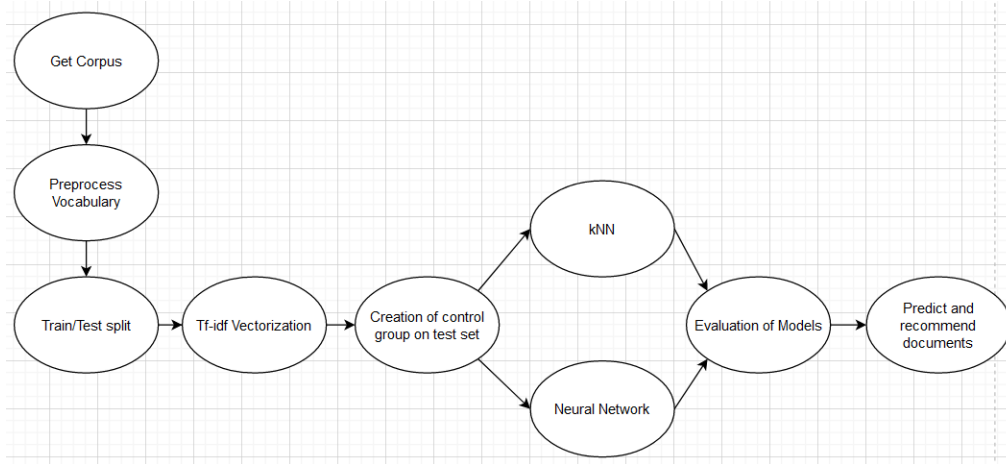 Get Corpus
Preprocess
Vocabulary
Train/Test split
Tf-idf Vectorization
Creation of control
group on test set
kNN
Neural Network
Evaluation of Models
Predict and
recommend
documents